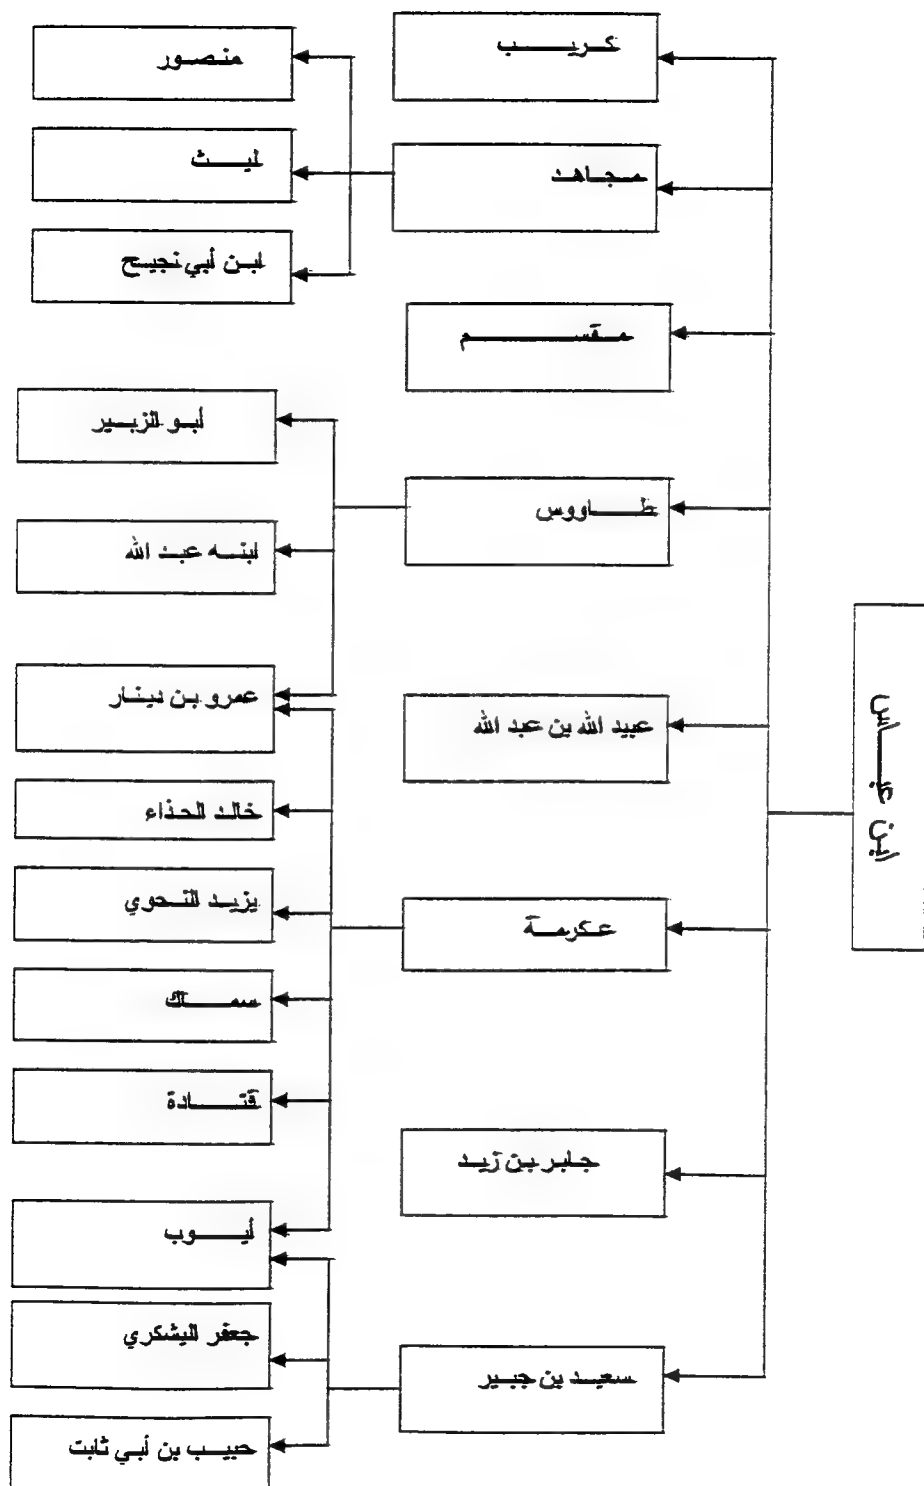 ابن عباس
كريب
مجاهد
منصور
ليث
ابن أبي نجيح
مقسم
طاووس
أبو الزبير
ابنه عبد الله
عمرو بن دينار
عبيد الله بن عبد الله
عكرمة
خالد الحذاء
يزيد النحوي
سماك
قتادة
أيوب
جابر بن زيد
سعيد بن جبير
جعفر اليشكري
حبيب بن أبي ثابت